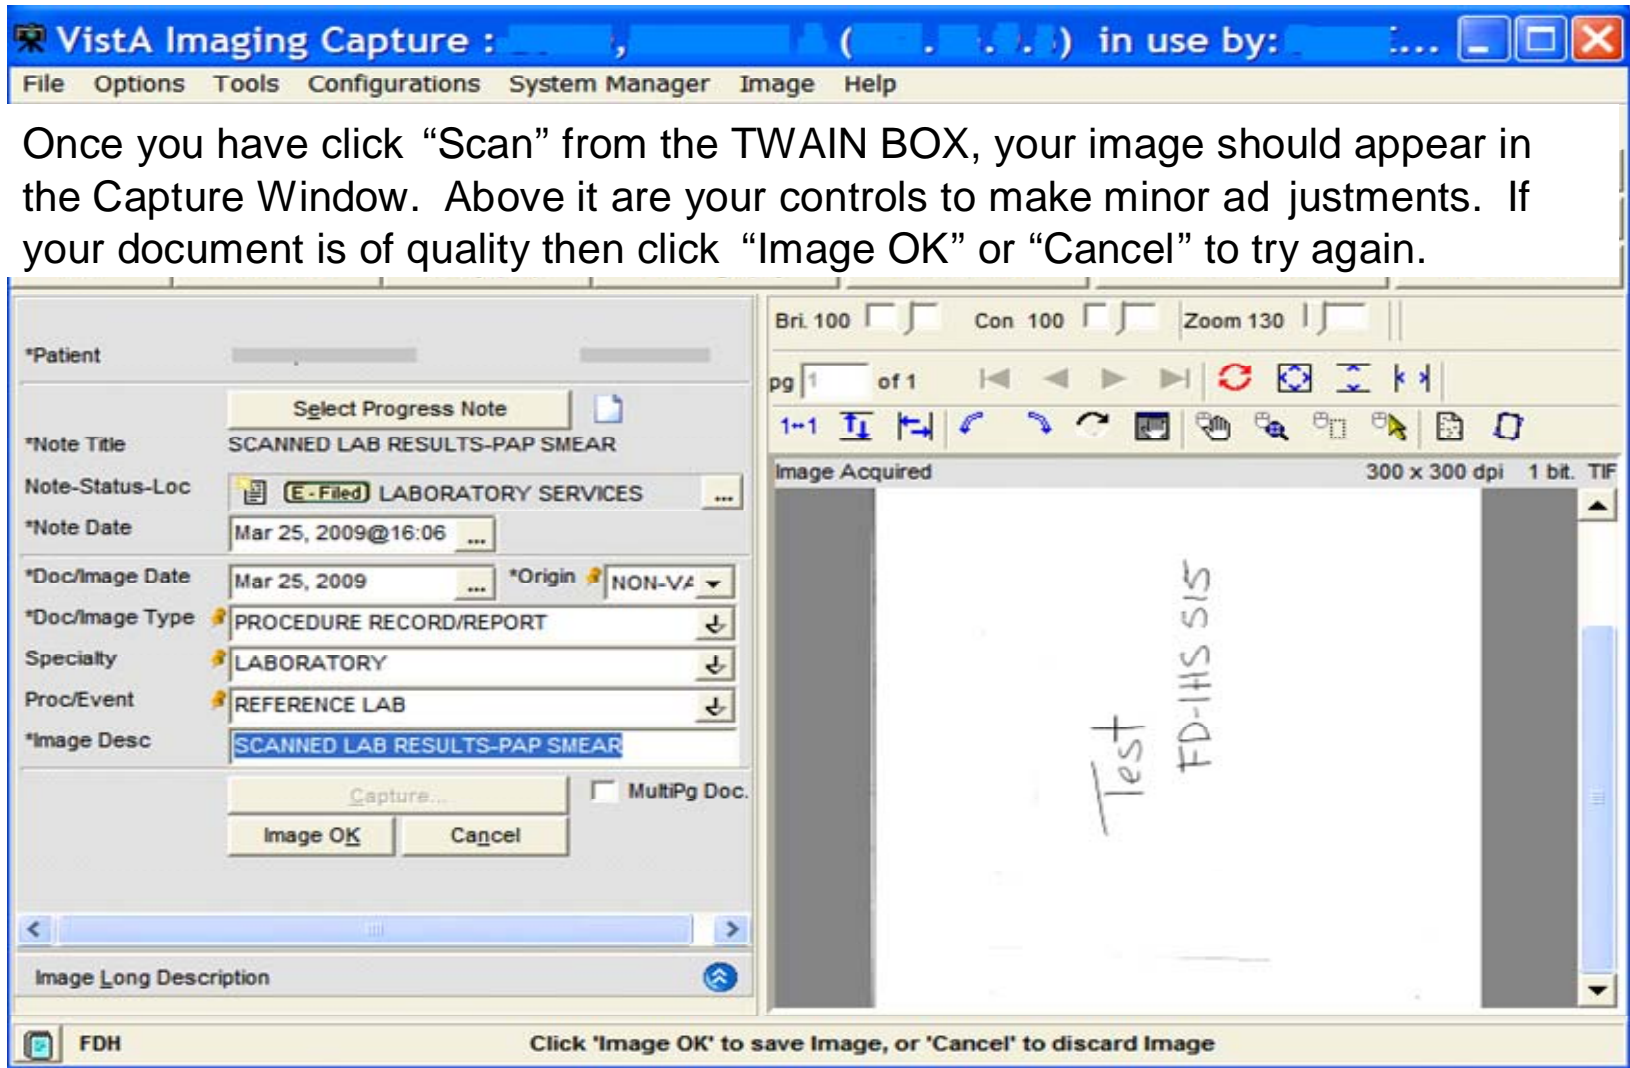 VistA Imaging Capture : , ( . . . ) in use by: ...
File Options Tools Configurations System Manager Image Help
Once you have click “Scan” from the TWAIN BOX, your image should appear in
the Capture Window. Above it are your controls to make minor ad justments. If
your document is of quality then click “Image OK” or “Cancel” to try again.
Bri. 100 Con 100 Zoom 130
*Patient
pg 1 of 1
Select Progress Note
1↔1
*Note Title SCANNED LAB RESULTS-PAP SMEAR
Image Acquired 300 x 300 dpi 1 bit. TIF
Note-Status-Loc E-Filed LABORATORY SERVICES ...
*Note Date Mar 25, 2009@16:06 ...
*Doc/Image Date Mar 25, 2009 ... *Origin NON-VA
*Doc/Image Type PROCEDURE RECORD/REPORT
Specialty LABORATORY
Proc/Event REFERENCE LAB
*Image Desc SCANNED LAB RESULTS-PAP SMEAR
Test
FD-IHS SIS
Capture... MultiPg Doc.
Image OK Cancel
Image Long Description
FDH Click 'Image OK' to save Image, or 'Cancel' to discard Image